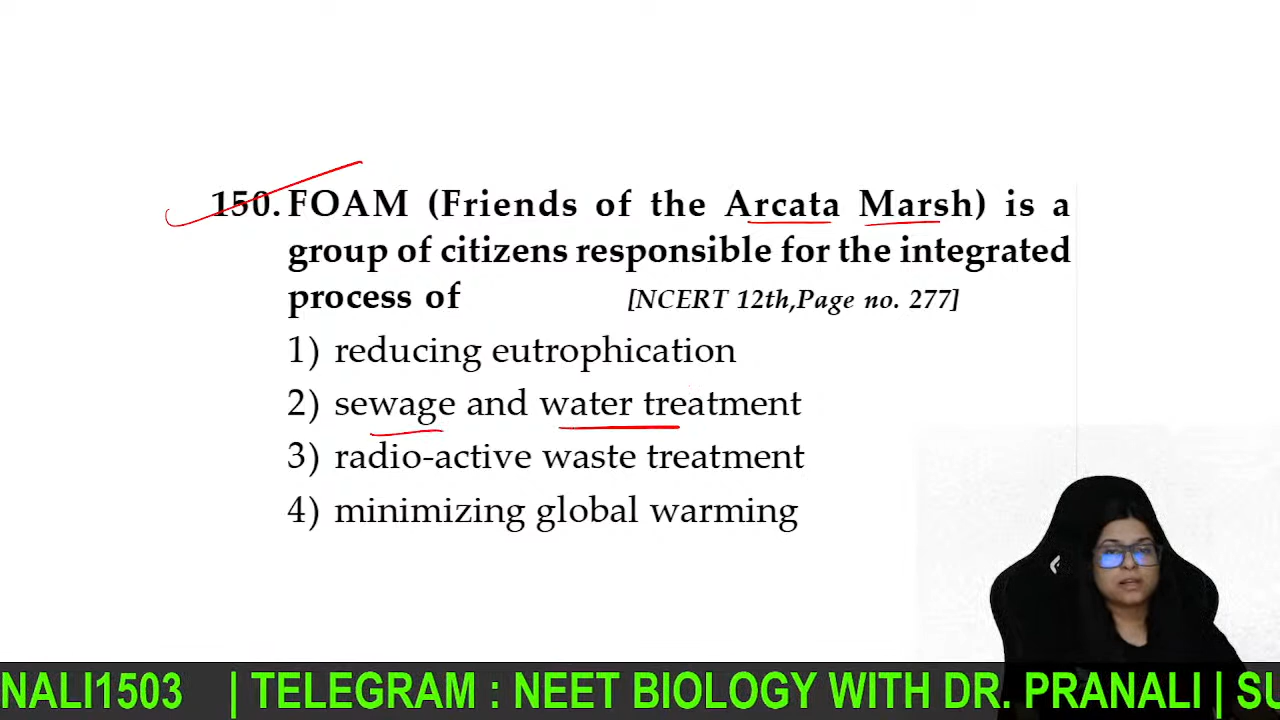 150. FOAM (Friends of the Arcata Marsh) is a
group of citizens responsible for the integrated
process of [NCERT 12th,Page no. 277]
1) reducing eutrophication
2) sewage and water treatment
3) radio-active waste treatment
4) minimizing global warming
NALI1503 | TELEGRAM : NEET BIOLOGY WITH DR. PRANALI | SU